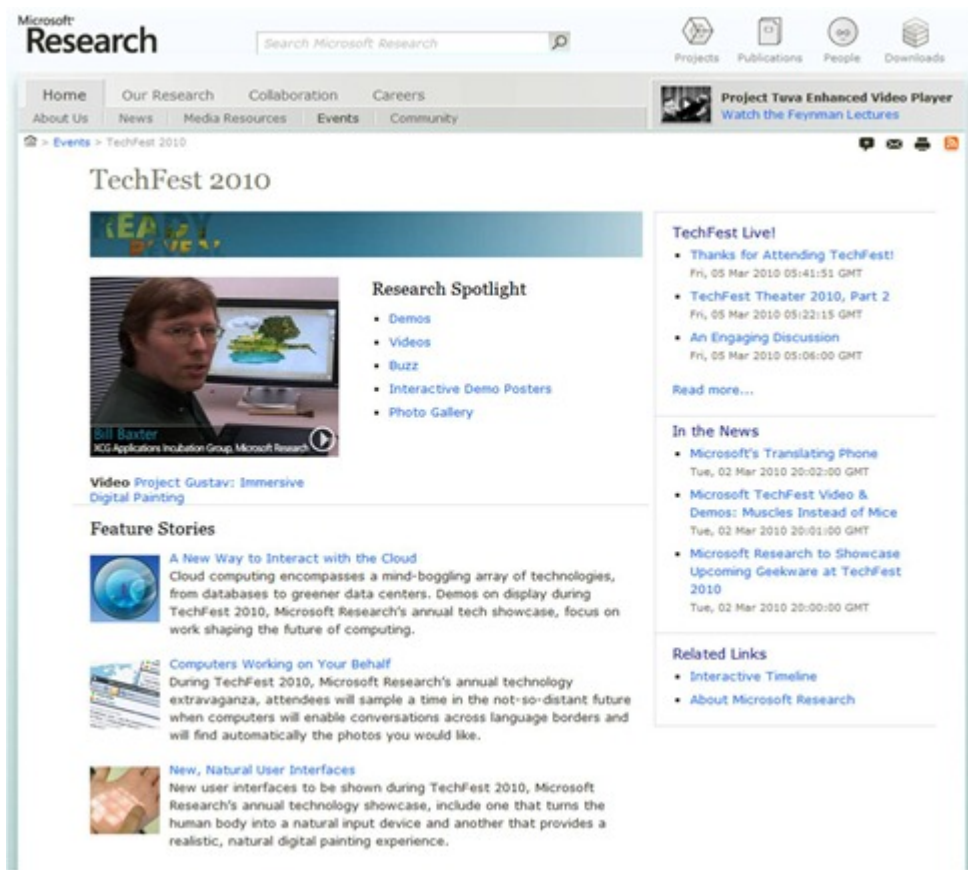 Microsoft®
Research
Search Microsoft Research
Projects
Publications
People
Downloads
Home
Our Research
Collaboration
Careers
About Us
News
Media Resources
Events
Community
Project Tuva Enhanced Video Player
Watch the Feynman Lectures
> Events > TechFest 2010
TechFest 2010
READY
REVEAL
Bill Baxter
XCG Applications Incubation Group, Microsoft Research
Video Project Gustav: Immersive
Digital Painting
Research Spotlight
Demos
Videos
Buzz
Interactive Demo Posters
Photo Gallery
Feature Stories
A New Way to Interact with the Cloud
Cloud computing encompasses a mind-boggling array of technologies,
from databases to greener data centers. Demos on display during
TechFest 2010, Microsoft Research's annual tech showcase, focus on
work shaping the future of computing.
Computers Working on Your Behalf
During TechFest 2010, Microsoft Research's annual technology
extravaganza, attendees will sample a time in the not-so-distant future
when computers will enable conversations across language borders and
will find automatically the photos you would like.
New, Natural User Interfaces
New user interfaces to be shown during TechFest 2010, Microsoft
Research's annual technology showcase, include one that turns the
human body into a natural input device and another that provides a
realistic, natural digital painting experience.
TechFest Live!
Thanks for Attending TechFest!
Fri, 05 Mar 2010 05:41:51 GMT
TechFest Theater 2010, Part 2
Fri, 05 Mar 2010 05:22:15 GMT
An Engaging Discussion
Fri, 05 Mar 2010 05:06:00 GMT
Read more...
In the News
Microsoft's Translating Phone
Tue, 02 Mar 2010 20:02:00 GMT
Microsoft TechFest Video &
Demos: Muscles Instead of Mice
Tue, 02 Mar 2010 20:01:00 GMT
Microsoft Research to Showcase
Upcoming Geekware at TechFest
2010
Tue, 02 Mar 2010 20:00:00 GMT
Related Links
Interactive Timeline
About Microsoft Research